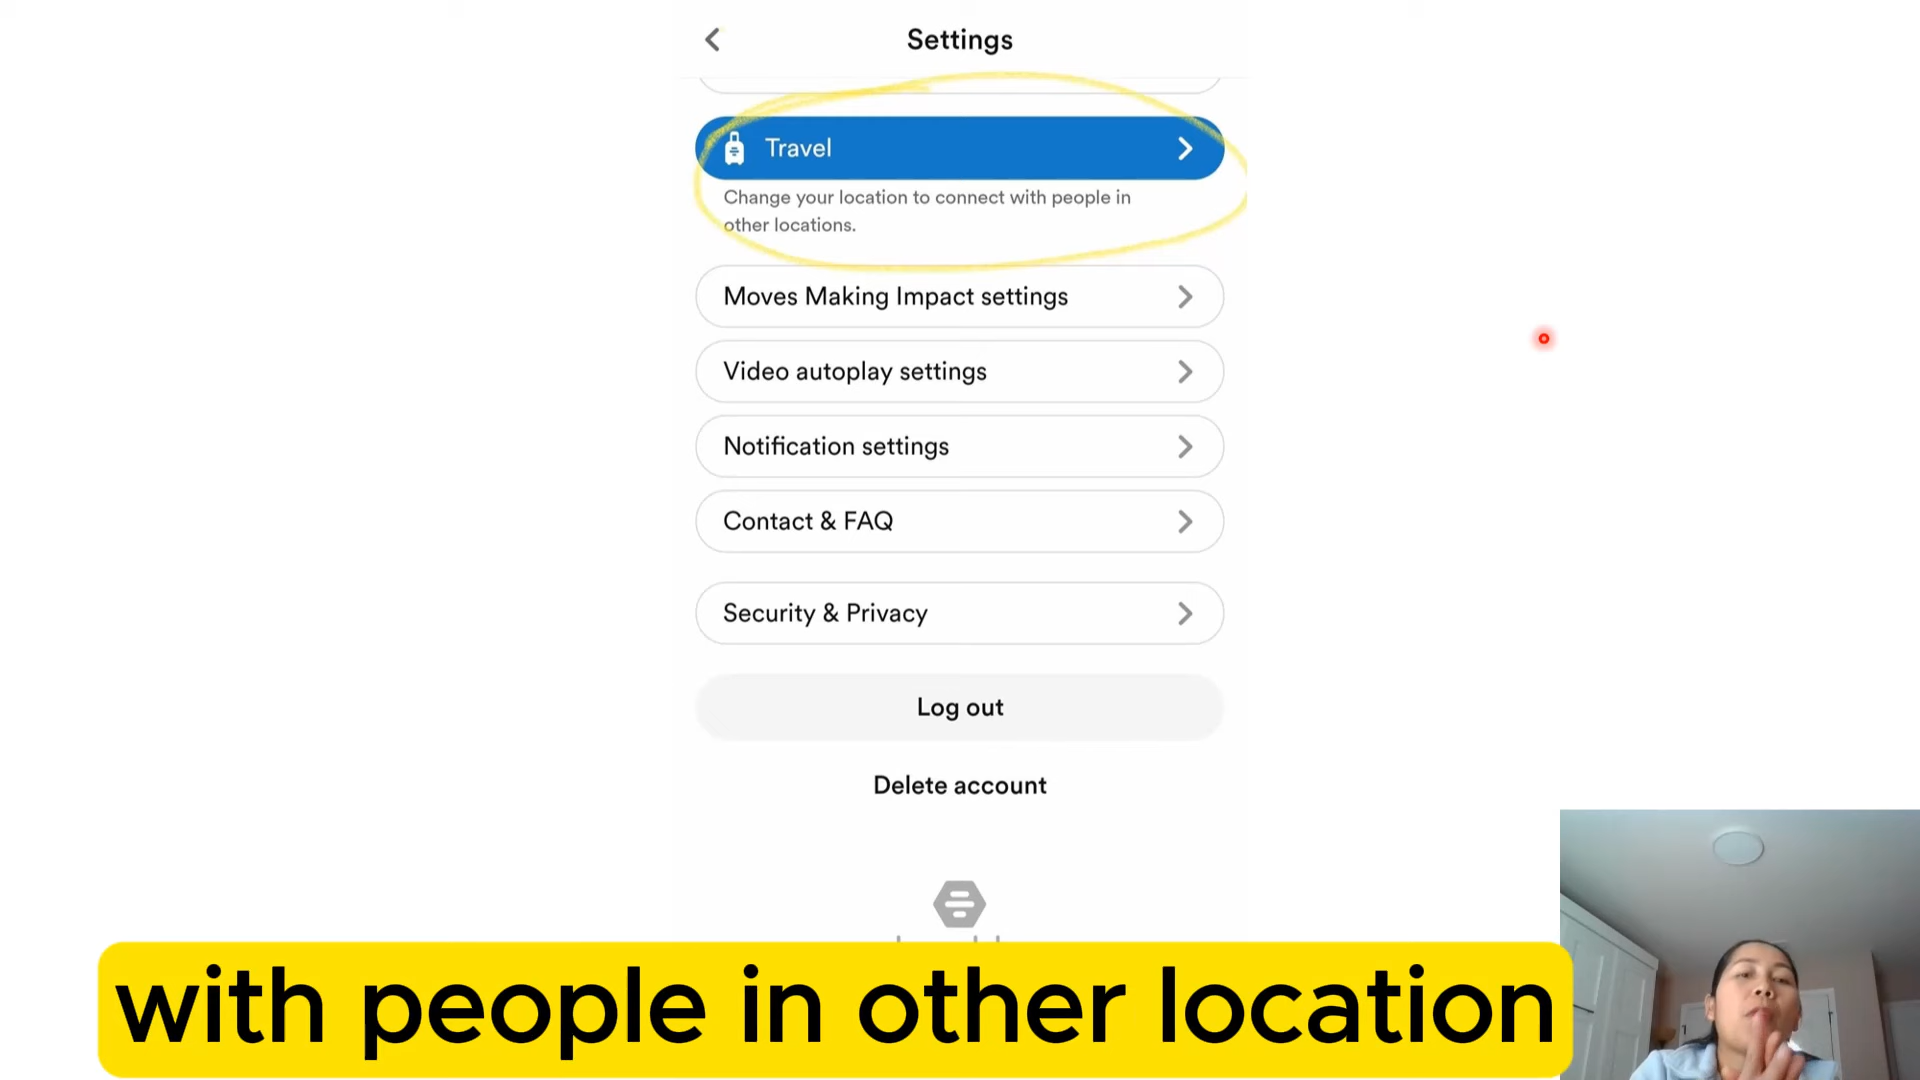 Settings
Travel
Change your location to connect with people in
other locations.
Moves Making Impact settings
Video autoplay settings
Notification settings
Contact & FAQ
Security & Privacy
Log out
Delete account
with people in other location